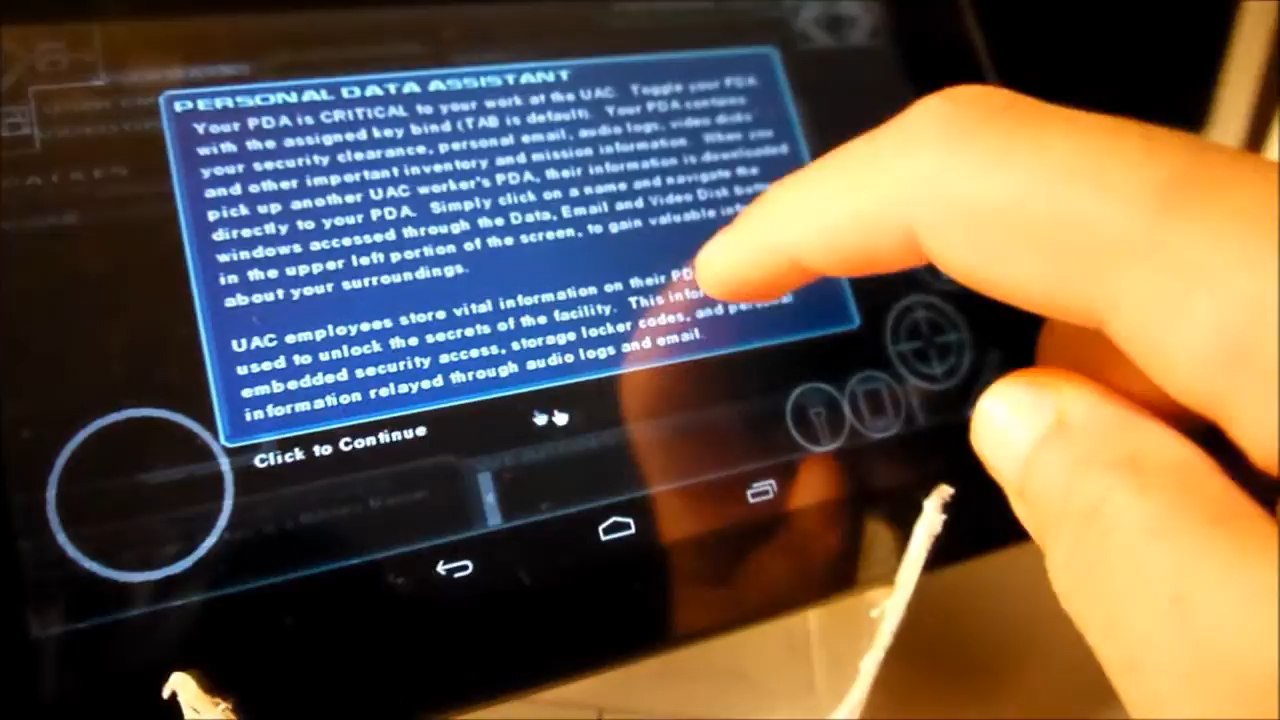 PERSONAL DATA ASSISTANT
Your PDA is CRITICAL to your work at the UAC. Toggle your PDA
with the assigned key bind (TAB is default). Your PDA contains
your security clearance, personal email, audio logs, video disks
and other important inventory and mission information. When you
pick up another UAC worker's PDA, their information is downloaded
directly to your PDA. Simply click on a name and navigate the
windows accessed through the Data, Email and Video Disk
in the upper left portion of the screen, to gain valuable
about your surroundings.
UAC employees store vital information on their
used to unlock the secrets of the facility. This
embedded security access, storage locker codes, and personal
information relayed through audio logs and email.
Click to Continue